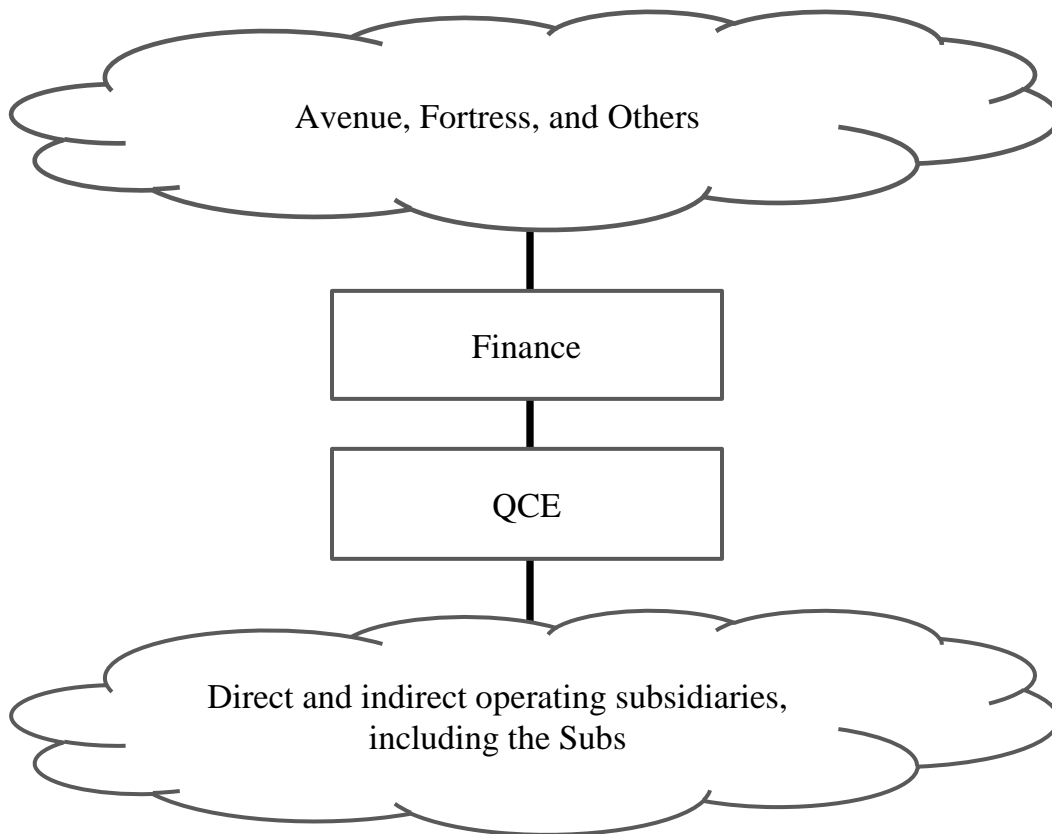 Avenue, Fortress, and Others
Finance
QCE
Direct and indirect operating subsidiaries,
including the Subs